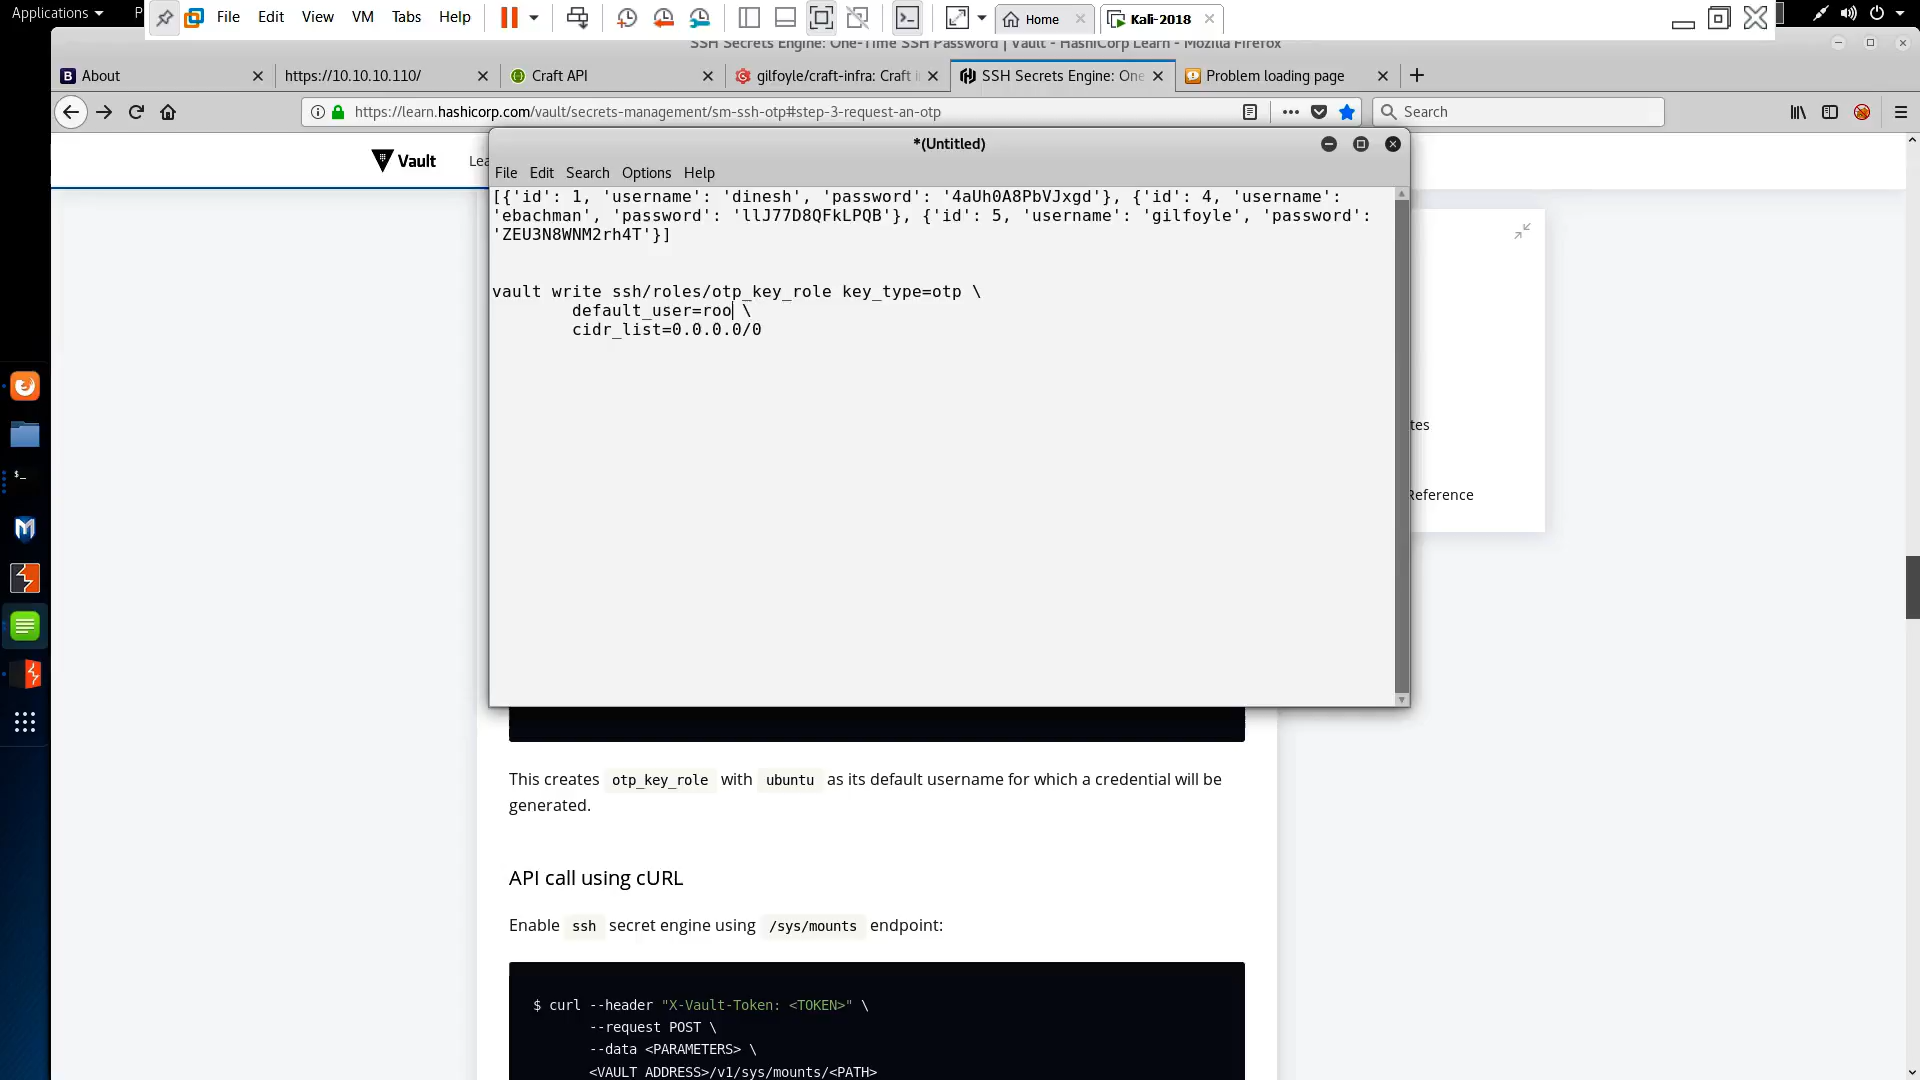 Applications
P
File Edit View VM Tabs Help
Home
Kali-2018
SSH Secrets Engine: One-Time SSH Password | Vault - HashiCorp Learn - Mozilla Firefox
B About
https://10.10.10.110/
Craft API
gilfoyle/craft-infra: Craft i
SSH Secrets Engine: One
Problem loading page
https://learn.hashicorp.com/vault/secrets-management/sm-ssh-otp#step-3-request-an-otp
Search
Vault
Lea
*(Untitled)
File Edit Search Options Help
[{'id': 1, 'username': 'dinesh', 'password': '4aUh0A8PbVJxgd'}, {'id': 4, 'username':
'ebachman', 'password': 'llJ77D8QFkLPQB'}, {'id': 5, 'username': 'gilfoyle', 'password':
'ZEU3N8WNM2rh4T'}]
vault write ssh/roles/otp_key_role key_type=otp \
default_user=roo \
cidr_list=0.0.0.0/0
tes
Reference
This creates otp_key_role with ubuntu as its default username for which a credential will be
generated.
API call using cURL
Enable ssh secret engine using /sys/mounts endpoint:
$ curl --header "X-Vault-Token: <TOKEN>" \
--request POST \
--data <PARAMETERS> \
<VAULT_ADDRESS>/v1/sys/mounts/<PATH>